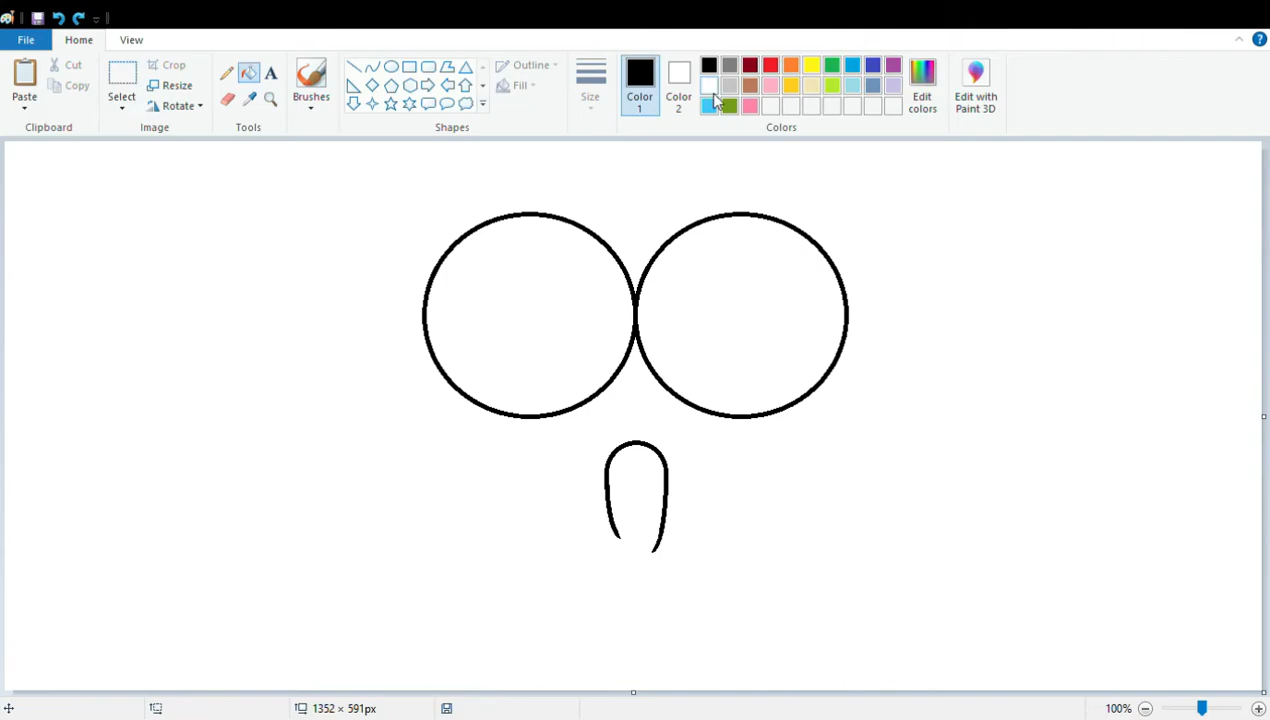 File Home View
Paste Cut Copy
Clipboard
Select Crop Resize Rotate
Image
A
Tools
Brushes
Shapes
Outline Fill
Size
Color 1
Color 2
Edit colors
Edit with Paint 3D
Colors
1352 × 591px 100%